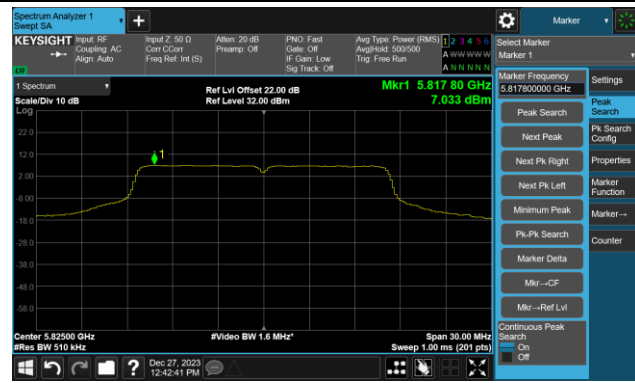 Spectrum Analyzer 1
Swept SA
Marker
KEYSIGHT
Input: RF
Coupling: AC
Align: Auto
Input Z: 50 Ω
Corr CCorr
Freq Ref: Int (S)
Atten: 20 dB
Preamp: Off
PNO: Fast
Gate: Off
IF Gain: Low
Sig Track: Off
Avg Type: Power (RMS)
Avg|Hold: 500/500
Trig: Free Run
1 2 3 4 5 6
A W W W W W
A N N N N N
Select Marker
Marker 1
1 Spectrum
Scale/Div 10 dB
Log
Ref Lvl Offset 22.00 dB
Ref Level 32.00 dBm
Mkr1 5.817 80 GHz
7.033 dBm
22.0
12.0
2.00
-8.00
-18.0
-28.0
-38.0
-48.0
-58.0
1
Center 5.82500 GHz
#Res BW 510 kHz
#Video BW 1.6 MHz*
Span 30.00 MHz
Sweep 1.00 ms (201 pts)
Dec 27, 2023
12:42:41 PM
Marker Frequency
5.817800000 GHz
Peak Search
Next Peak
Next Pk Right
Next Pk Left
Minimum Peak
Pk-Pk Search
Marker Delta
Mkr→CF
Mkr→Ref Lvl
Continuous Peak
Search
On
Off
Settings
Peak
Search
Pk Search
Config
Properties
Marker
Function
Marker→
Counter